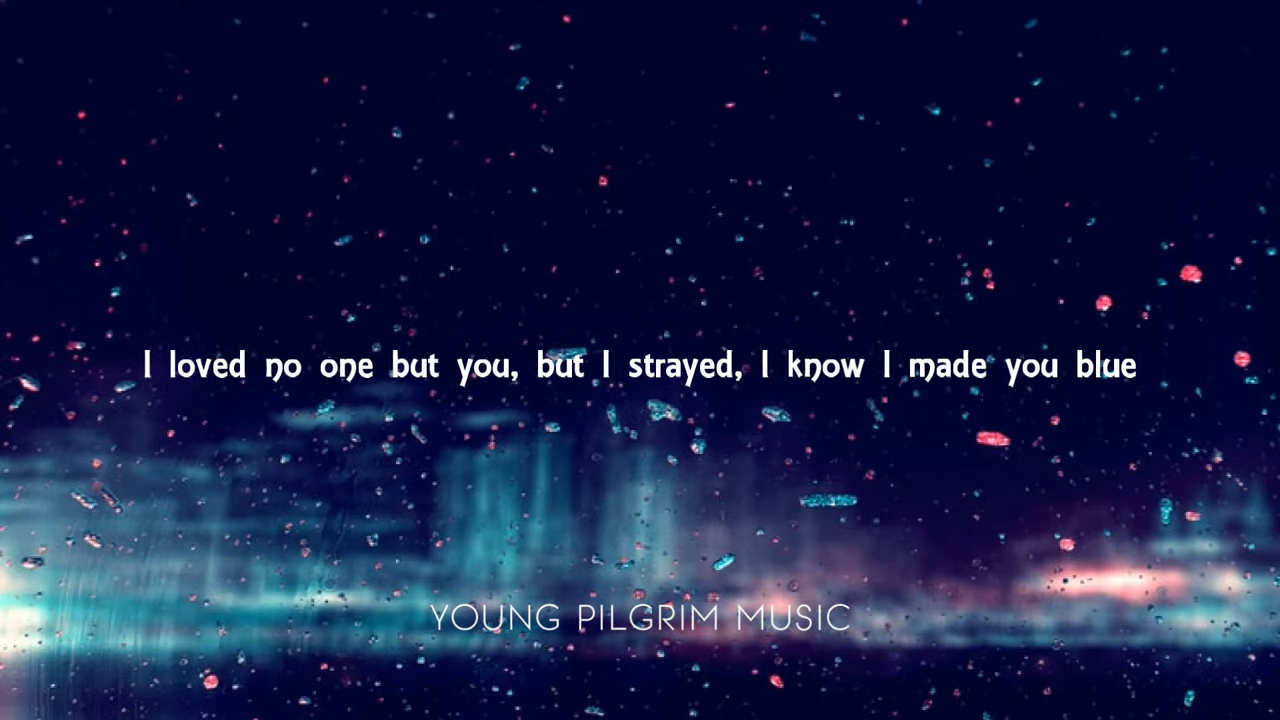 I loved no one but you, but I strayed, I know I made you blue
YOUNG PILGRIM MUSIC